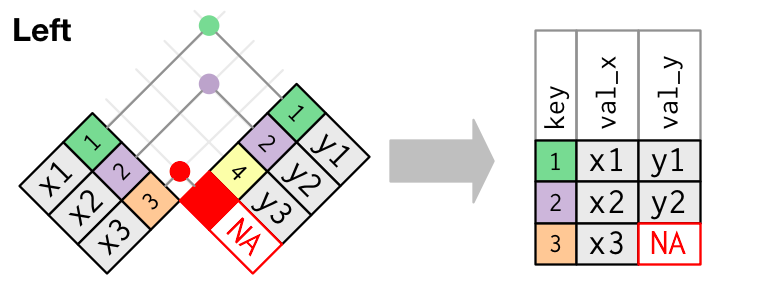 Left
1 2 3
x1 x2 x3
1 2 4
y1 y2 y3 NA
key val_x val_y
1 x1 y1
2 x2 y2
3 x3 NA